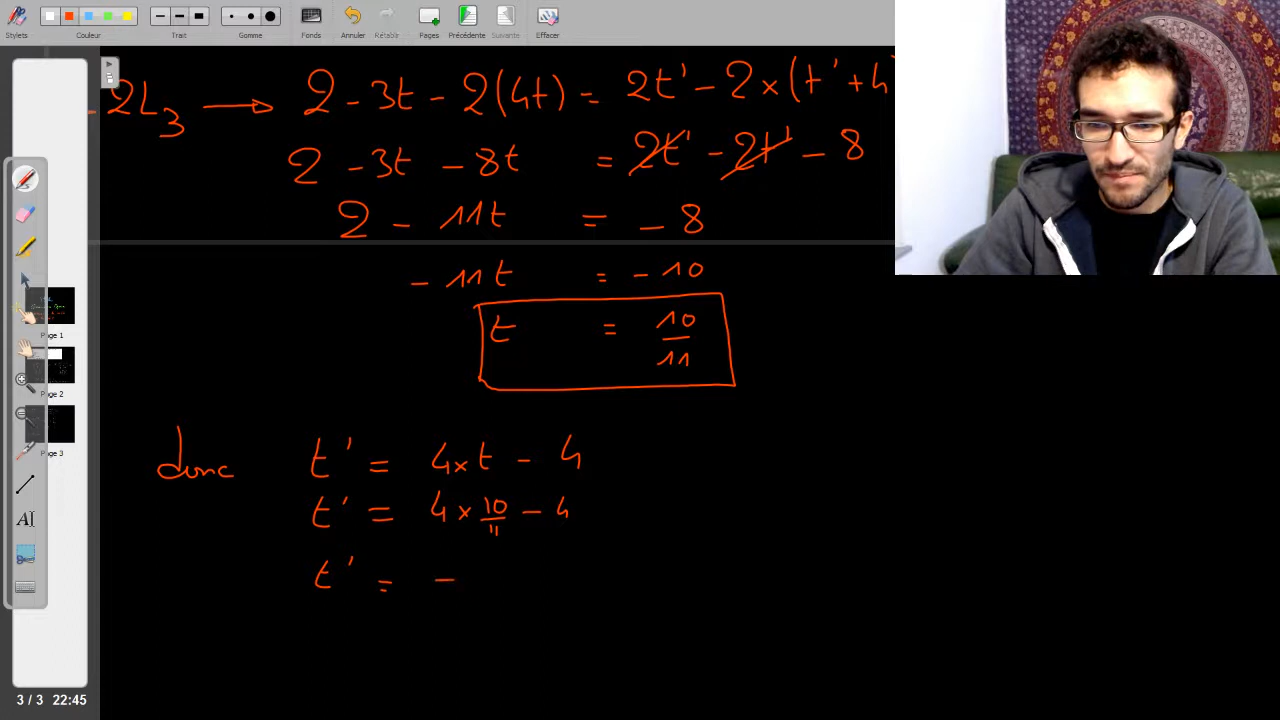 Stylets Couleur Trait Gomme Fonds Annuler Rétablir Pages Précédente Suivante Effacer
2L₃ → 2 - 3t - 2(4t) = 2t' - 2×(t'+4
2 - 3t - 8t = 2t' - 2t' - 8
2 - 11t = - 8
- 11t = - 10
t = 10/11
Page 1
Page 2
Page 3
donc t' = 4×t - 4
t' = 4×10/11 - 4
t' = -
AI
3 / 3 22:45